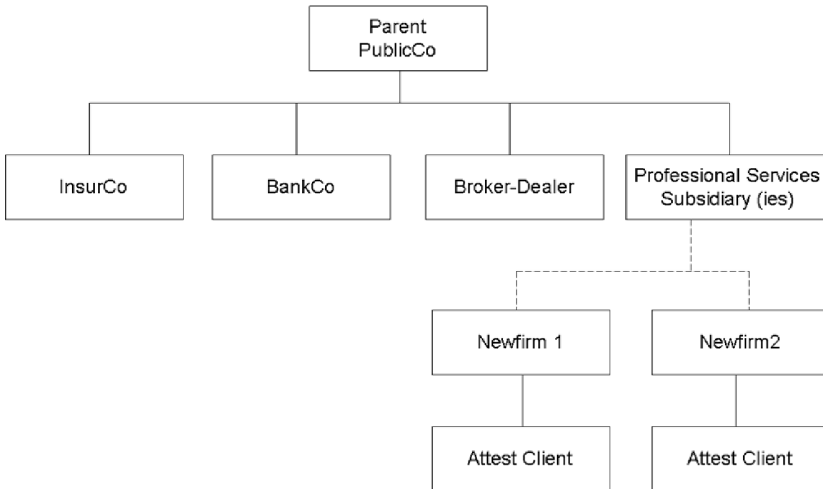 Parent
PublicCo
InsurCo
BankCo
Broker-Dealer
Professional Services
Subsidiary (ies)
Newfirm 1
Newfirm2
Attest Client
Attest Client